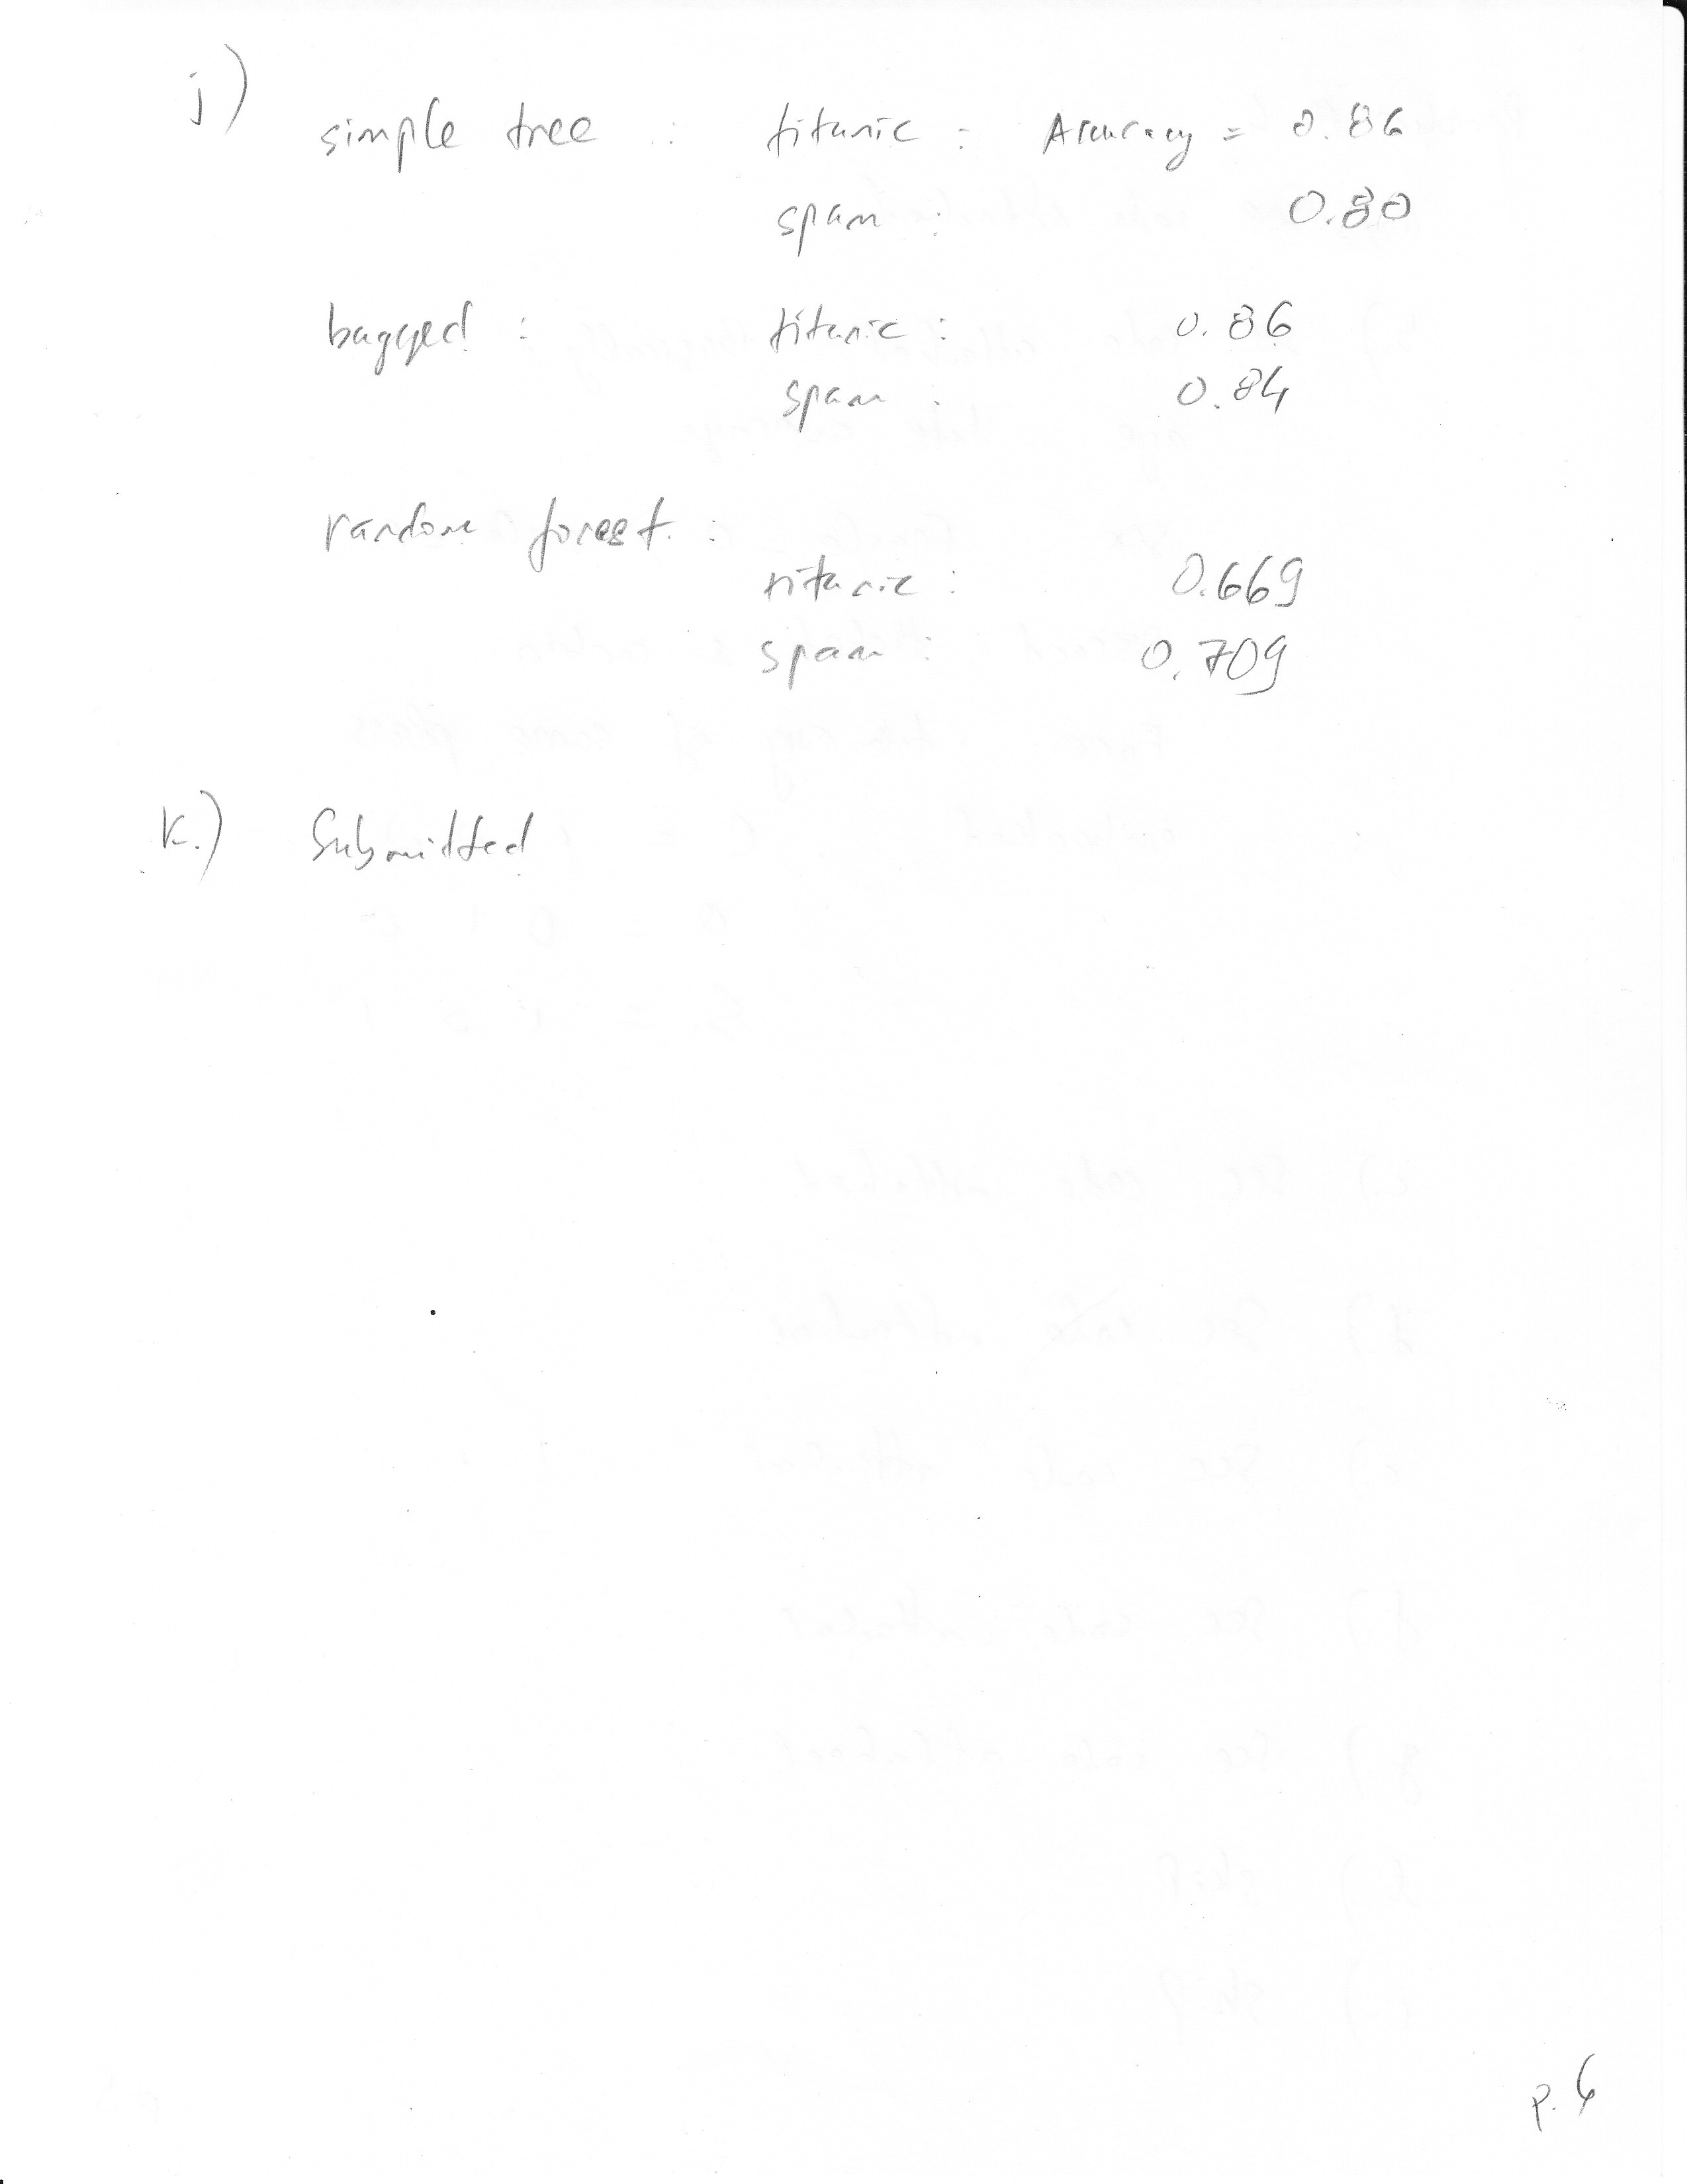 j)
simple tree : titanic : Accuracy = 0.86
spam : 0.80
bagged : titanic : 0.86
spam : 0.84
random forest :
titanic : 0.669
spam : 0.709
K.) Submitted
p. 6